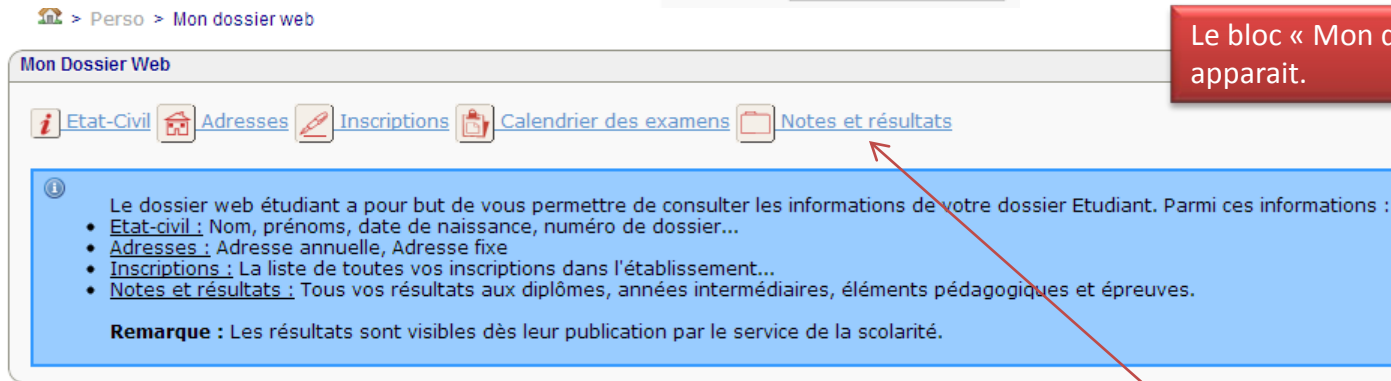 > Perso > Mon dossier web
Le bloc « Mon
apparait.
Mon Dossier Web
Etat-Civil Adresses Inscriptions Calendrier des examens Notes et résultats
Le dossier web étudiant a pour but de vous permettre de consulter les informations de votre dossier Etudiant. Parmi ces informations :
• Etat-civil : Nom, prénoms, date de naissance, numéro de dossier...
• Adresses : Adresse annuelle, Adresse fixe
• Inscriptions : La liste de toutes vos inscriptions dans l'établissement...
• Notes et résultats : Tous vos résultats aux diplômes, années intermédiaires, éléments pédagogiques et épreuves.
Remarque : Les résultats sont visibles dès leur publication par le service de la scolarité.